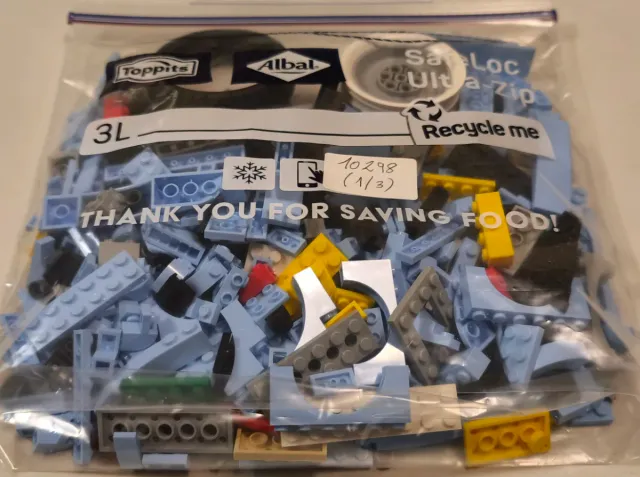 Toppits
Albal
SafeLoc
Ultra-Zip
3L
Recycle me
10298
(1/3)
THANK YOU FOR SAVING FOOD!